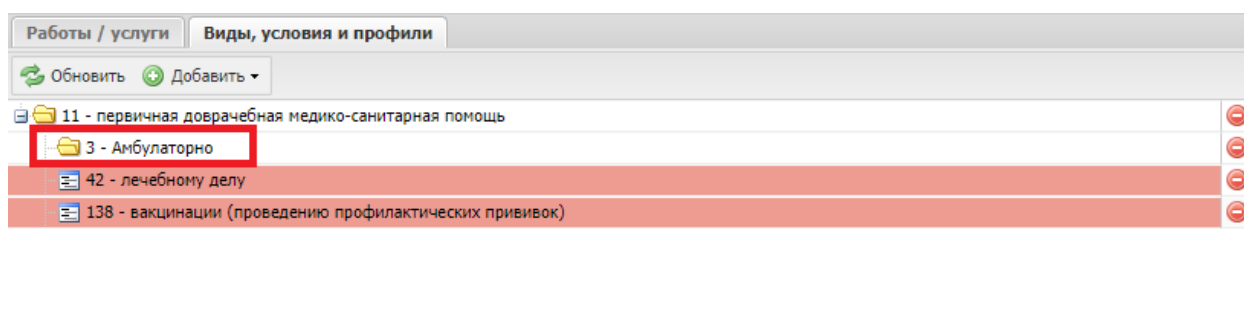 Работы / услуги Виды, условия и профили
Обновить Добавить
11 - первичная доврачебная медико-санитарная помощь
3 - Амбулаторно
42 - лечебному делу
138 - вакцинации (проведению профилактических прививок)